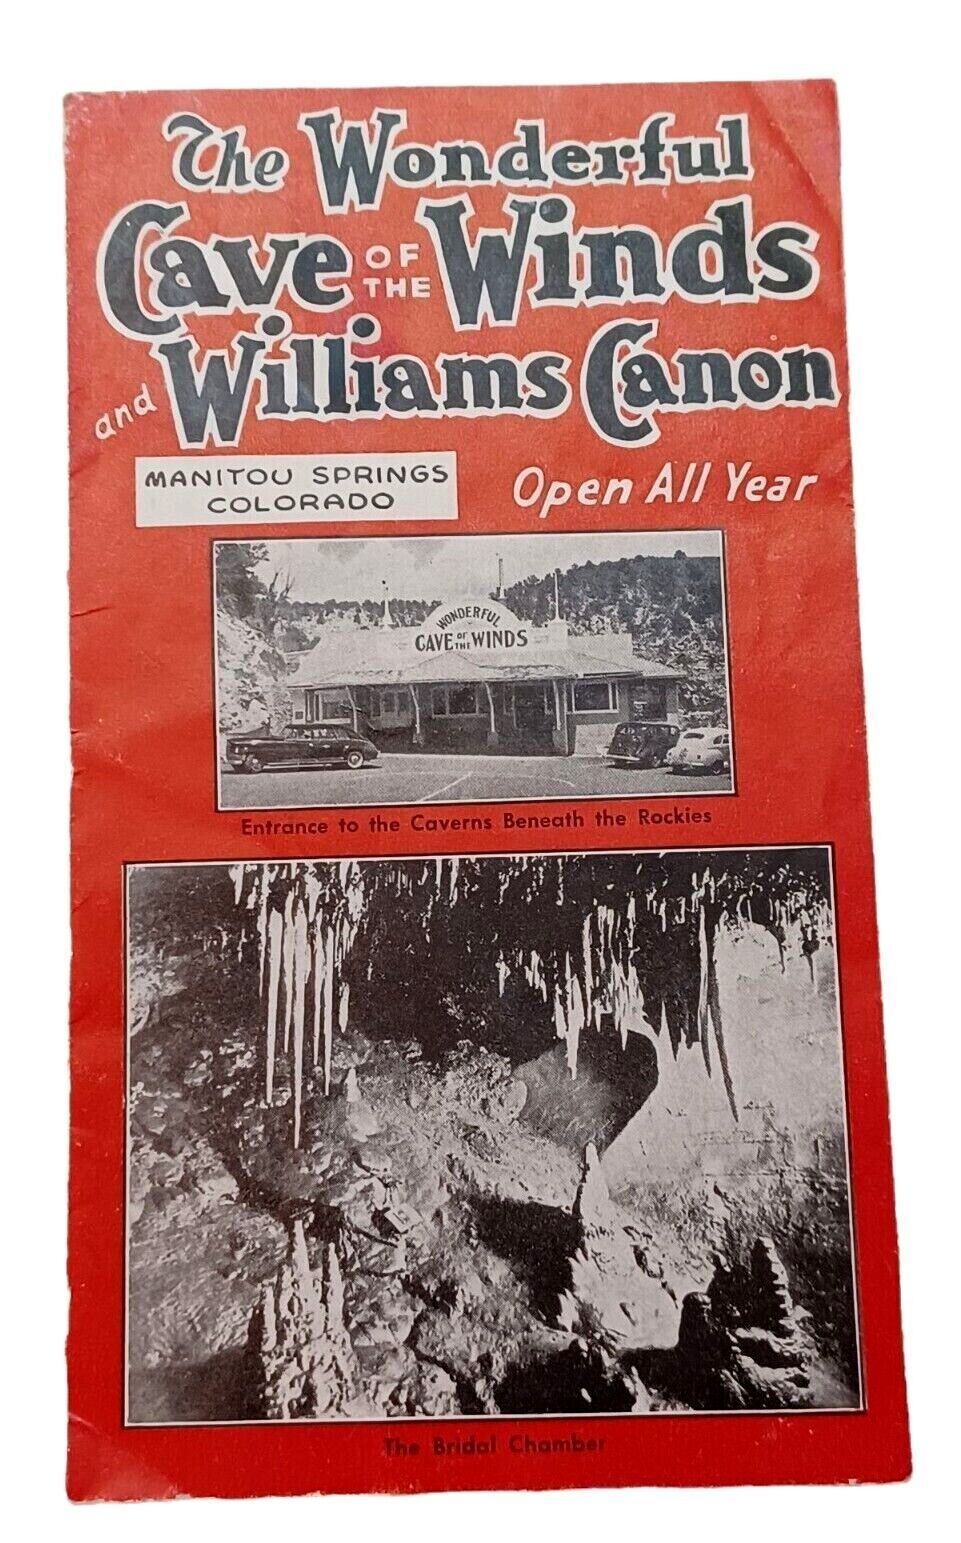 The Wonderful
Cave OF THE Winds
and Williams Canon
MANITOU SPRINGS
COLORADO
Open All Year
WONDERFUL
CAVE OF THE WINDS
Entrance to the Caverns Beneath the Rockies
The Bridal Chamber